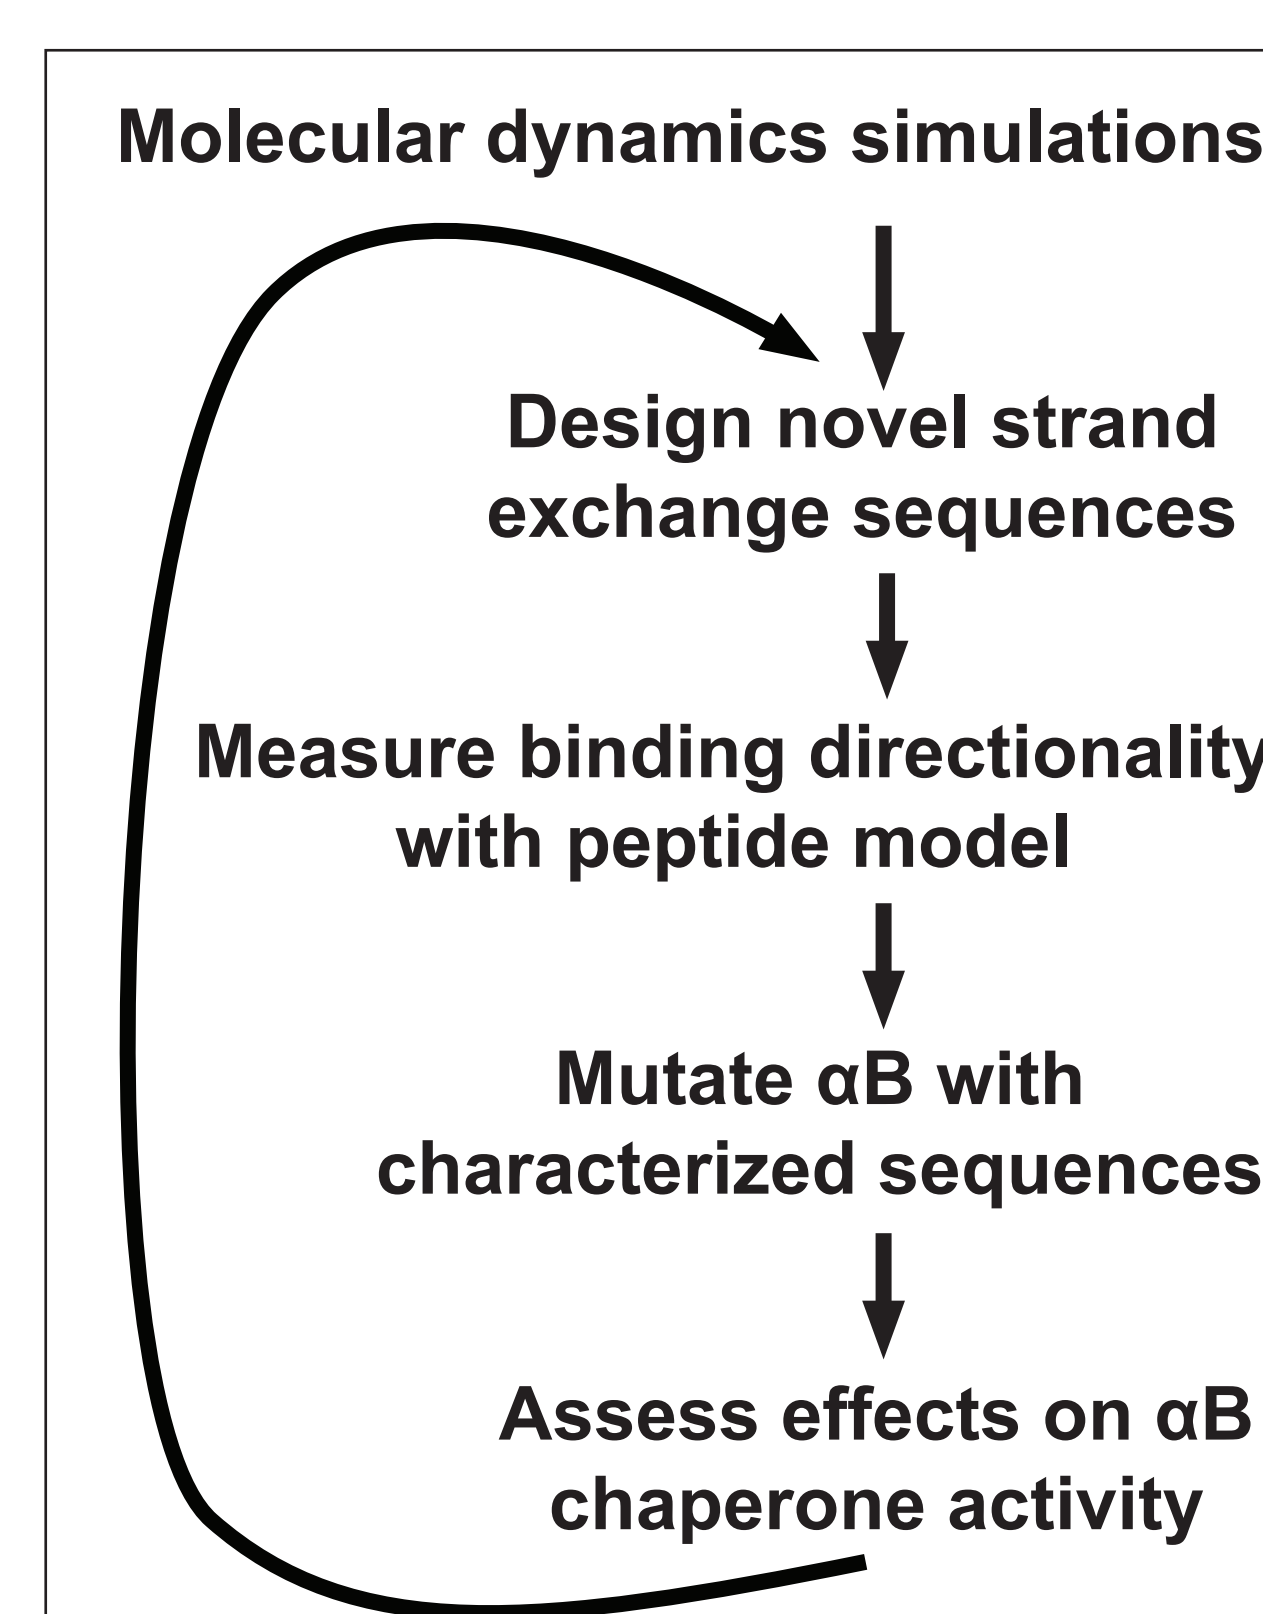 Molecular dynamics simulations
Design novel strand
exchange sequences
Measure binding directionality
with peptide model
Mutate αB with
characterized sequences
Assess effects on αB
chaperone activity